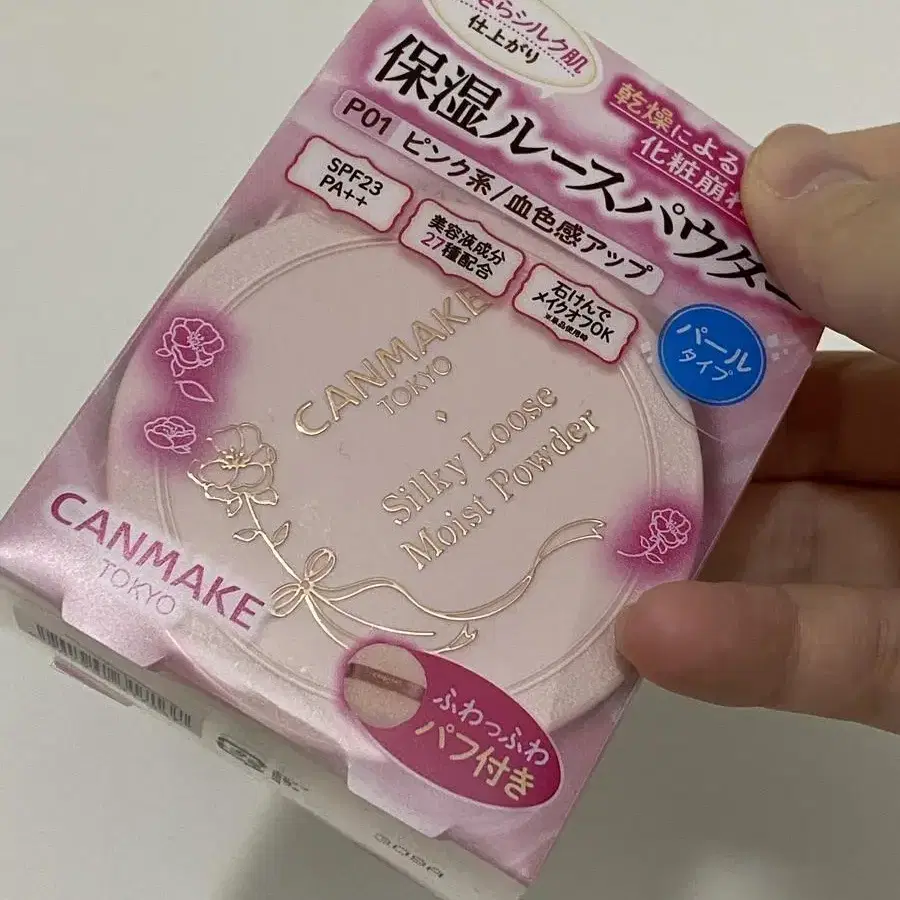 さらシルク肌
仕上がり
保湿ルースパウダー
乾燥による
化粧崩れ
P01 ピンク系//血色感アップ
SPF23
PA++
美容液成分
27種配合
石けんで
メイクオフOK
パール
タイプ
CANMAKE
TOKYO
Silky Loose
Moist Powder
CANMAKE
TOKYO
ふわっふわ
パフ付き